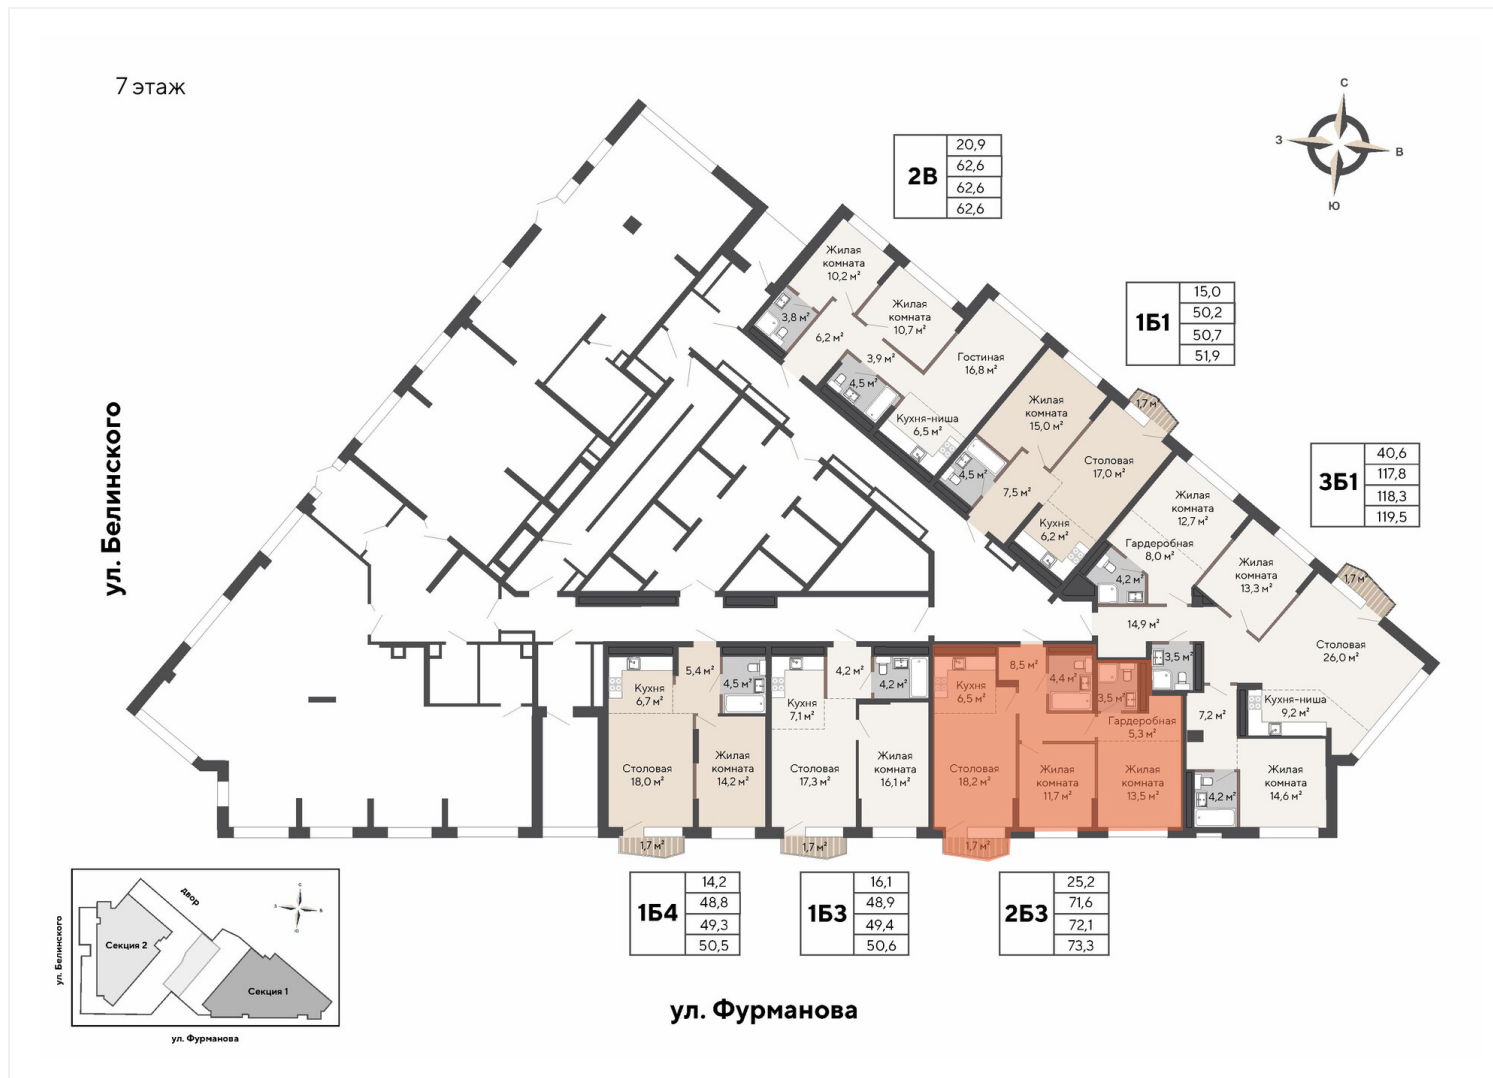 7 этаж
С
З
В
Ю
2В
20,9
62,6
62,6
62,6
Жилая
комната
10,2 м²
3,8 м²
6,2 м²
Жилая
комната
10,7 м²
3,9 м²
4,5 м²
Гостиная
16,8 м²
Кухня-ниша
6,5 м²
1Б1
15,0
50,2
50,7
51,9
Жилая
комната
15,0 м²
1,7 м²
Столовая
17,0 м²
4,5 м²
7,5 м²
Кухня
6,2 м²
3Б1
40,6
117,8
118,3
119,5
Жилая
комната
12,7 м²
Гардеробная
8,0 м²
4,2 м²
Жилая
комната
13,3 м²
1,7 м²
14,9 м²
3,5 м²
Столовая
26,0 м²
7,2 м²
Кухня-ниша
9,2 м²
4,2 м²
Жилая
комната
14,6 м²
ул. Белинского
5,4 м²
4,5 м²
Кухня
6,7 м²
Столовая
18,0 м²
Жилая
комната
14,2 м²
1,7 м²
4,2 м²
4,2 м²
Кухня
7,1 м²
Столовая
17,3 м²
Жилая
комната
16,1 м²
1,7 м²
8,5 м²
4,4 м²
3,5 м²
Кухня
6,5 м²
Гардеробная
5,3 м²
Столовая
18,2 м²
Жилая
комната
11,7 м²
Жилая
комната
13,5 м²
1,7 м²
1Б4
14,2
48,8
49,3
50,5
1Б3
16,1
48,9
49,4
50,6
2Б3
25,2
71,6
72,1
73,3
ул. Фурманова
двор
С
З
В
Ю
Секция 2
Секция 1
ул. Белинского
ул. Фурманова